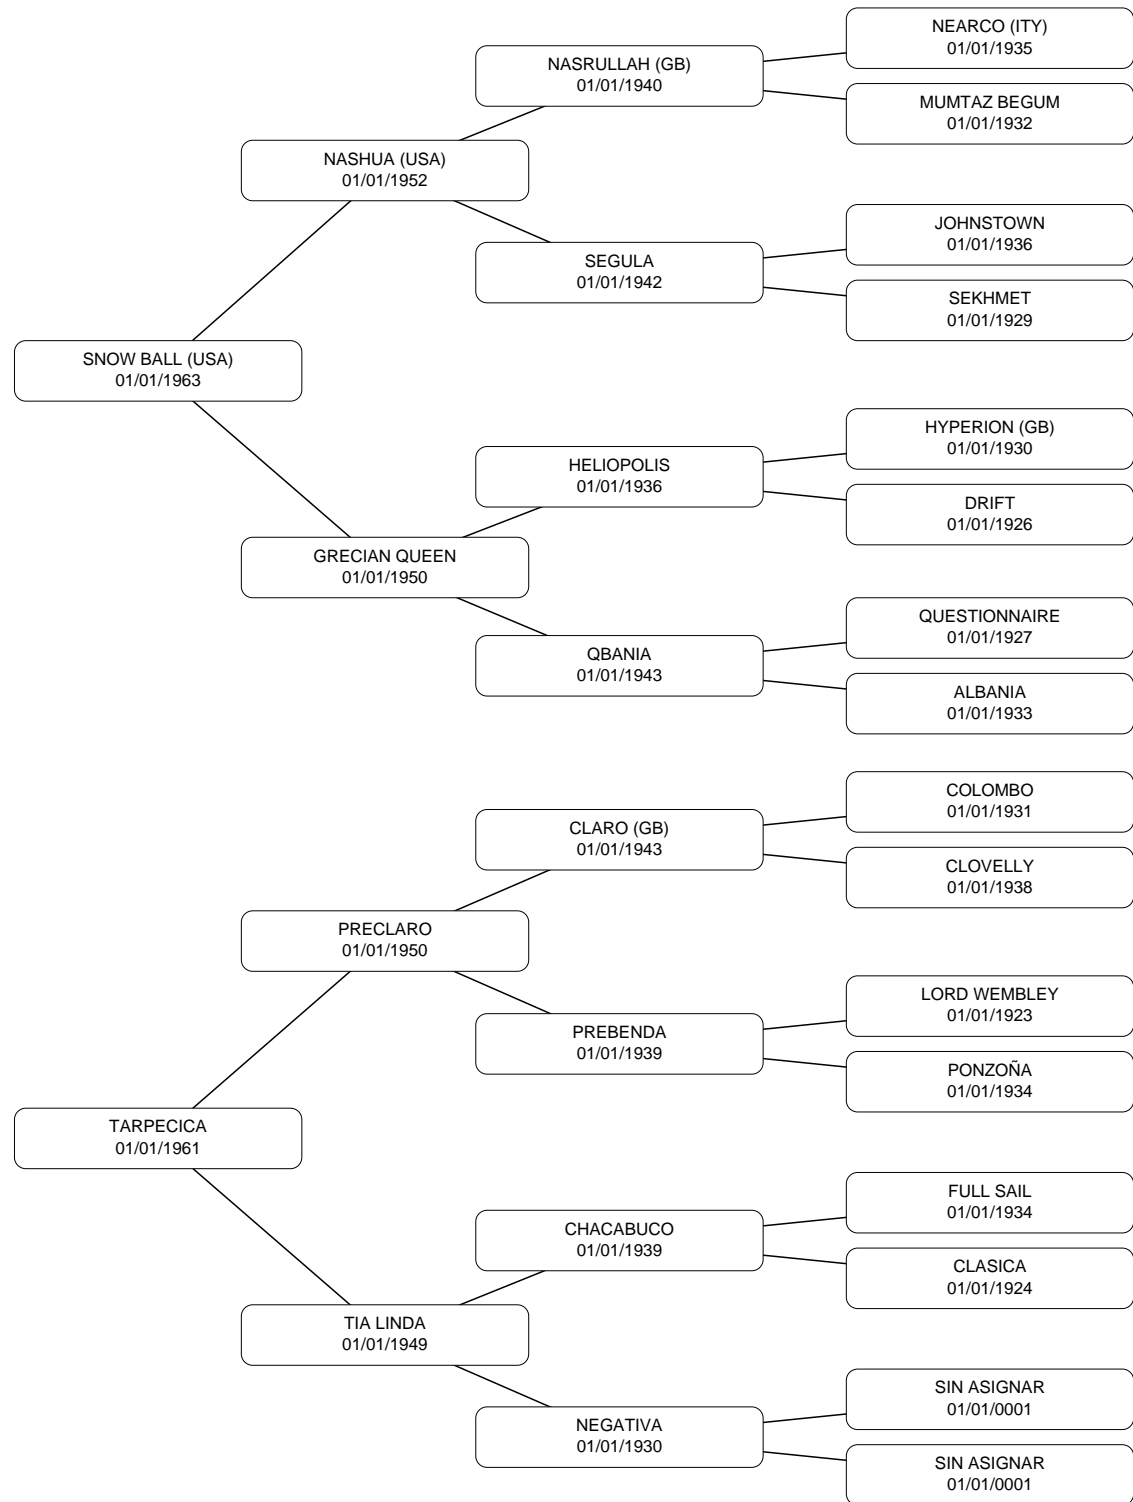 NEARCO (ITY)
01/01/1935
NASRULLAH (GB)
01/01/1940
MUMTAZ BEGUM
01/01/1932
NASHUA (USA)
01/01/1952
JOHNSTOWN
01/01/1936
SEGULA
01/01/1942
SEKHMET
01/01/1929
SNOW BALL (USA)
01/01/1963
HYPERION (GB)
01/01/1930
HELIOPOLIS
01/01/1936
DRIFT
01/01/1926
GRECIAN QUEEN
01/01/1950
QUESTIONNAIRE
01/01/1927
QBANIA
01/01/1943
ALBANIA
01/01/1933
COLOMBO
01/01/1931
CLARO (GB)
01/01/1943
CLOVELLY
01/01/1938
PRECLARO
01/01/1950
LORD WEMBLEY
01/01/1923
PREBENDA
01/01/1939
PONZOÑA
01/01/1934
TARPECICA
01/01/1961
FULL SAIL
01/01/1934
CHACABUCO
01/01/1939
CLASICA
01/01/1924
TIA LINDA
01/01/1949
SIN ASIGNAR
01/01/0001
NEGATIVA
01/01/1930
SIN ASIGNAR
01/01/0001